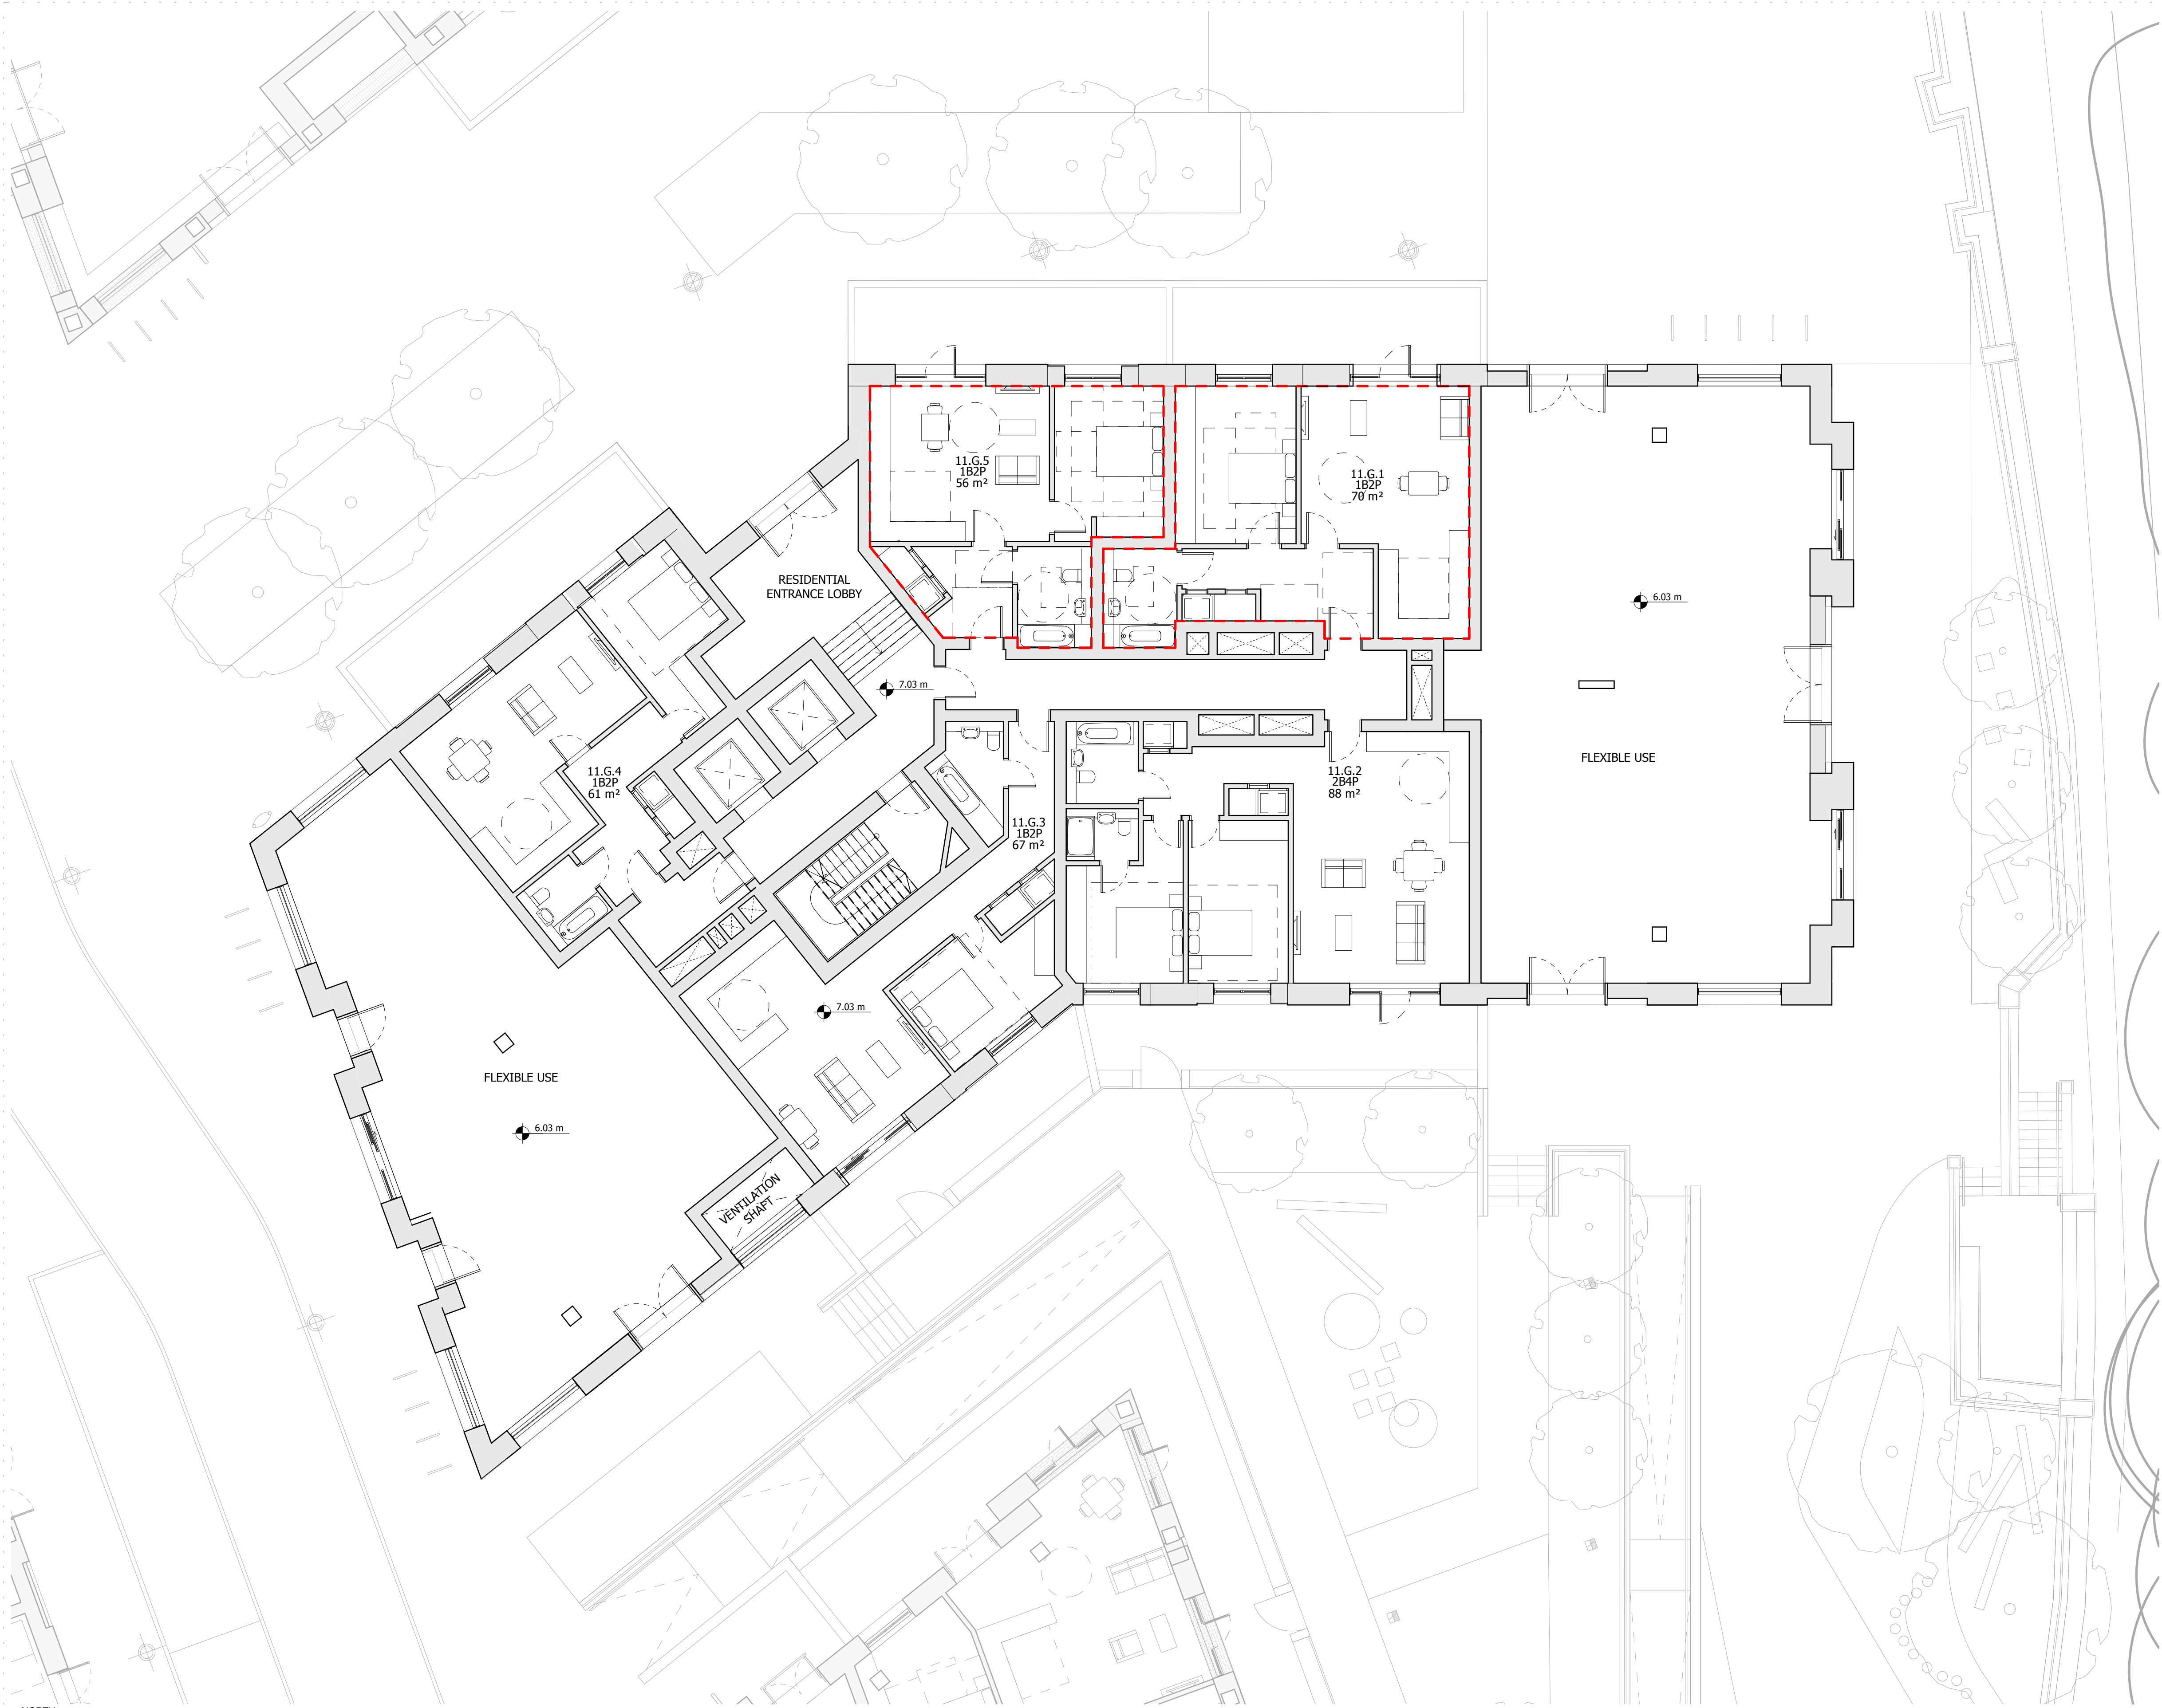 11.G.5
1B2P
56 m²
11.G.1
1B2P
70 m²
RESIDENTIAL
ENTRANCE LOBBY
6.03 m
7.03 m
FLEXIBLE USE
11.G.4
1B2P
61 m²
11.G.2
2B4P
88 m²
11.G.3
1B2P
67 m²
7.03 m
FLEXIBLE USE
6.03 m
VENTILATION
SHAFT